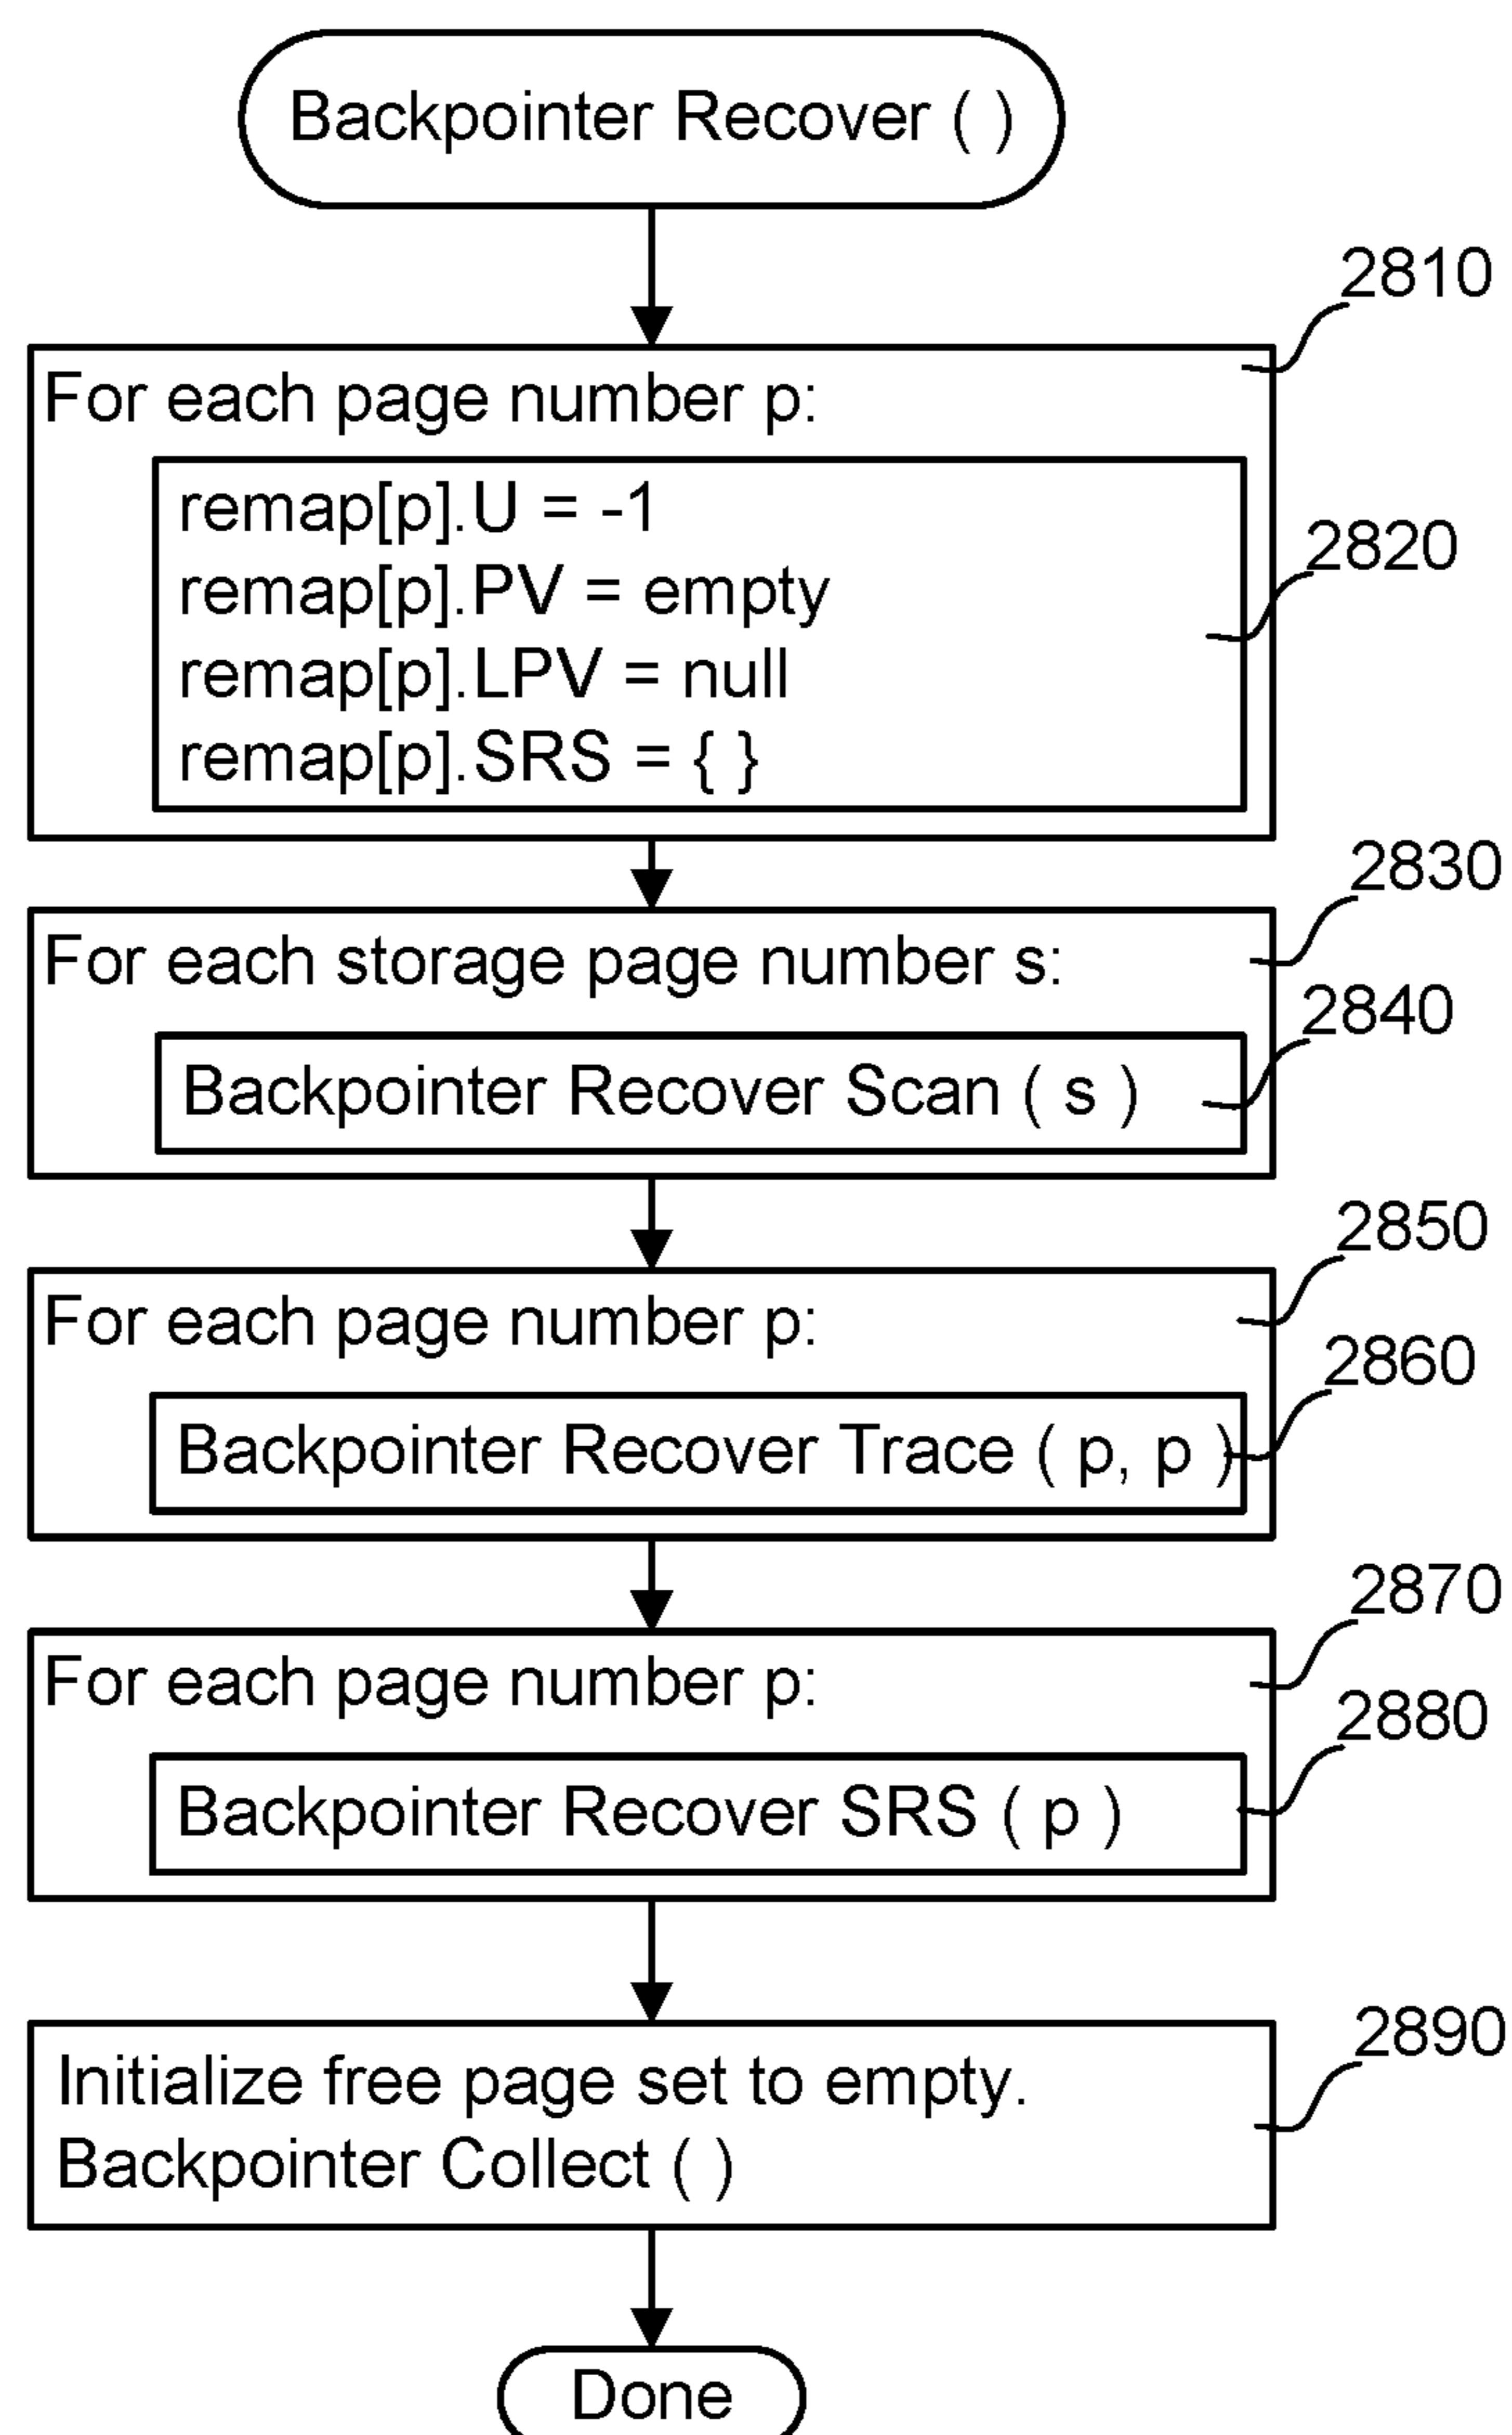 Backpointer Recover ( )
2810
For each page number p:
remap[p].U = -1
2820
remap[p].PV = empty
remap[p].LPV = null
remap[p].SRS = { }
2830
For each storage page number s:
2840
Backpointer Recover Scan ( s )
2850
For each page number p:
2860
Backpointer Recover Trace ( p, p )
2870
For each page number p:
2880
Backpointer Recover SRS ( p )
2890
Initialize free page set to empty.
Backpointer Collect ( )
Done